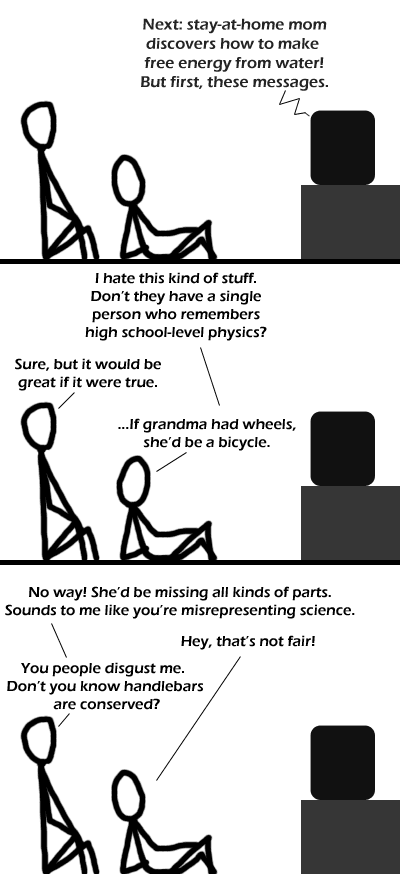 Next: stay-at-home mom
discovers how to make
free energy from water!
But first, these messages.
I hate this kind of stuff.
Don't they have a single
person who remembers
high school-level physics?
Sure, but it would be
great if it were true.
...If grandma had wheels,
she'd be a bicycle.
No way! She'd be missing all kinds of parts.
Sounds to me like you're misrepresenting science.
Hey, that's not fair!
You people disgust me.
Don't you know handlebars
are conserved?